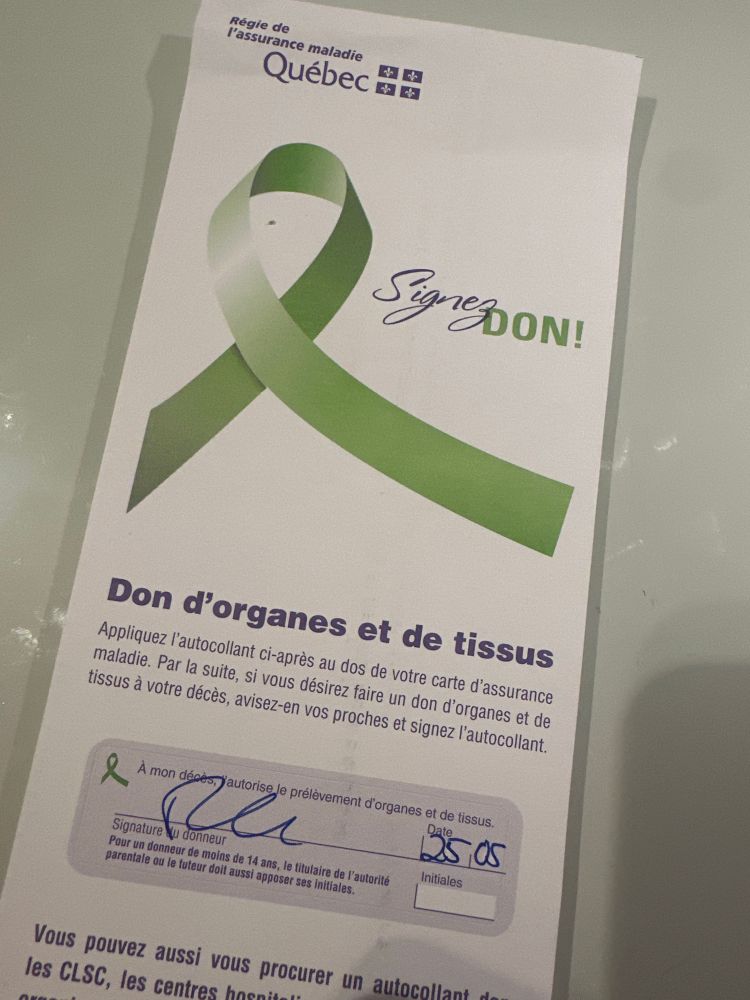 Régie de
l'assurance maladie
Québec
Signez
DON!
Don d'organes et de tissus
Appliquez l'autocollant ci-après au dos de votre carte d'assurance
maladie. Par la suite, si vous désirez faire un don d'organes et de
tissus à votre décès, avisez-en vos proches et signez l'autocollant.
À mon décès, j'autorise le prélèvement d'organes et de tissus.
Date
25 05
Signature du donneur
Pour un donneur de moins de 14 ans, le titulaire de l'autorité
parentale ou le tuteur doit aussi apposer ses initiales.
Initiales
Vous pouvez aussi vous procurer un autocollant
les CLSC, les centres